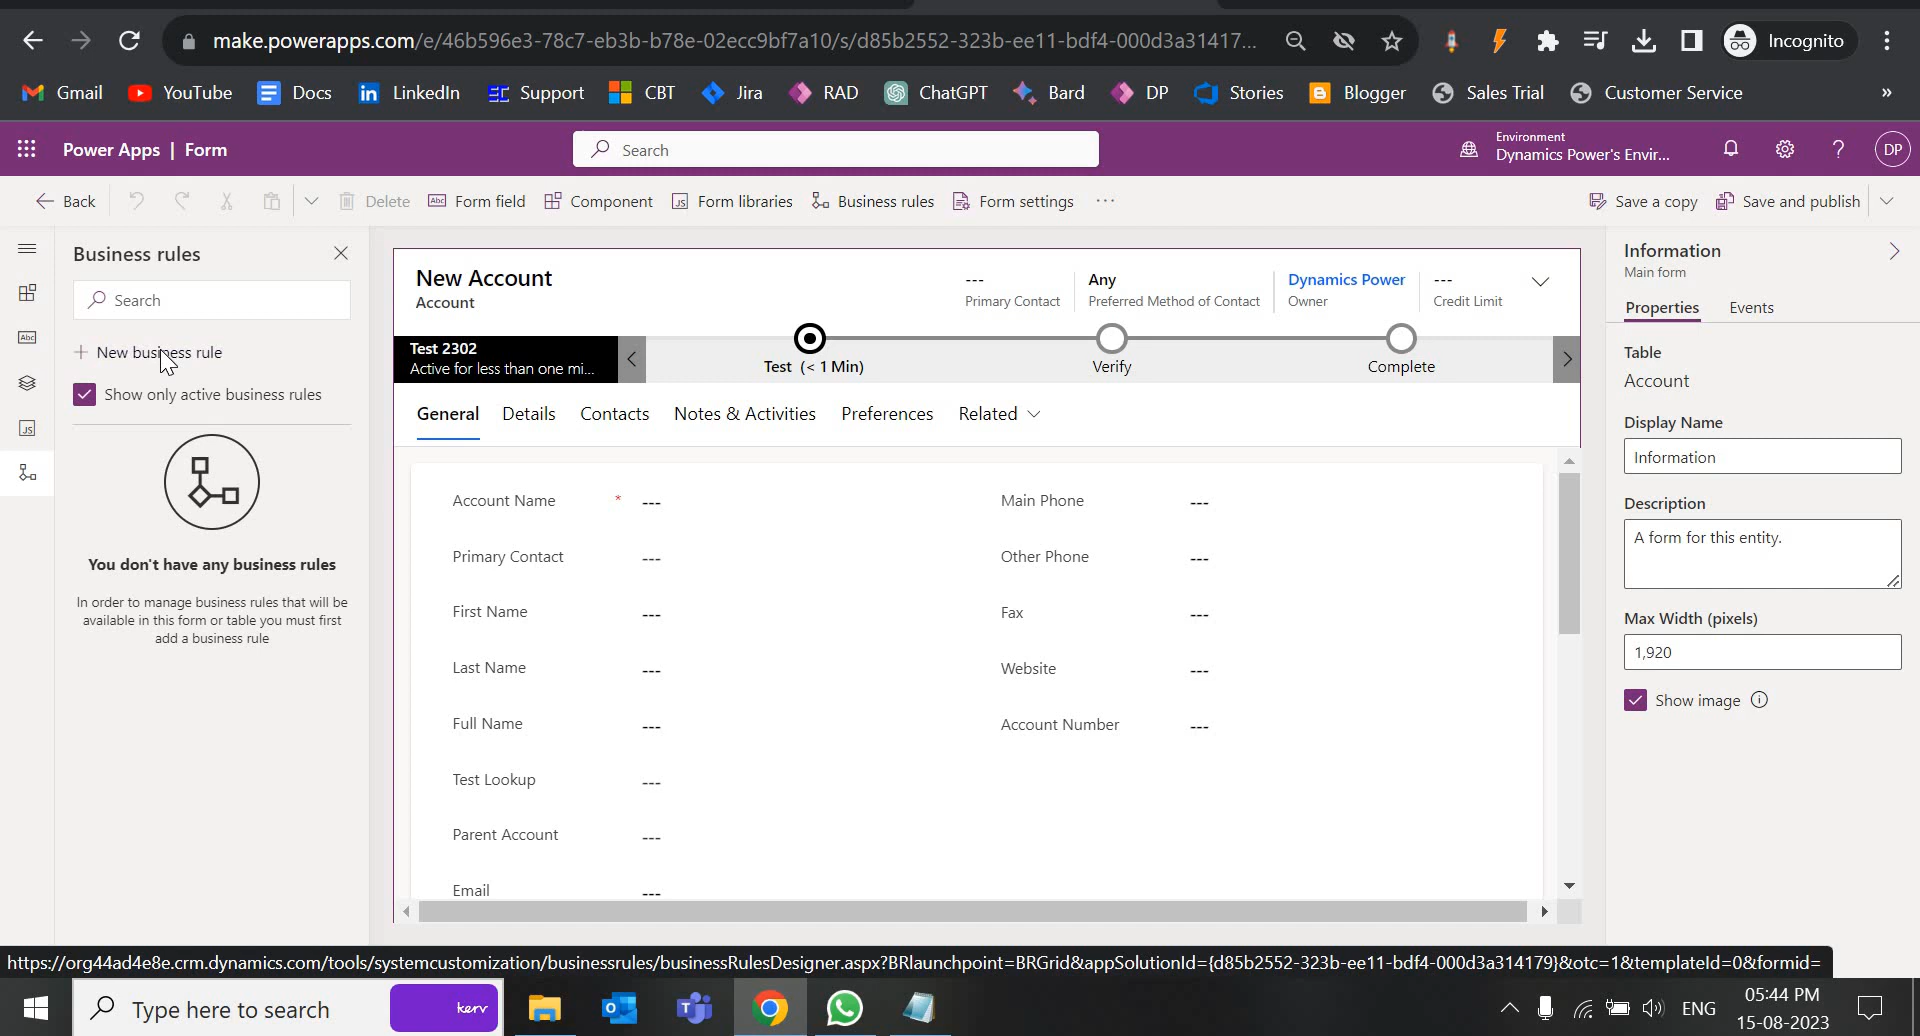 make.powerapps.com/e/46b596e3-78c7-eb3b-b78e-02ecc9bf7a10/s/d85b2552-323b-ee11-bdf4-000d3a31417...
Incognito
Gmail YouTube Docs LinkedIn Support CBT Jira RAD ChatGPT Bard DP Stories Blogger Sales Trial Customer Service »
Power Apps | Form
Search
Environment
Dynamics Power's Envir...
? DP
Back Delete Abc Form field Component JS Form libraries Business rules Form settings ... Save a copy Save and publish
Business rules
Search
+ New business rule
Show only active business rules
Abc
JS
You don't have any business rules
In order to manage business rules that will be
available in this form or table you must first
add a business rule
New Account
Account
--- Any Dynamics Power ---
Primary Contact Preferred Method of Contact Owner Credit Limit
Test 2302
Active for less than one mi...
Test (< 1 Min) Verify Complete
General Details Contacts Notes & Activities Preferences Related
Account Name * --- Main Phone ---
Primary Contact --- Other Phone ---
First Name --- Fax ---
Last Name --- Website ---
Full Name --- Account Number ---
Test Lookup ---
Parent Account ---
Email ---
Information
Main form
Properties Events
Table
Account
Display Name
Information
Description
A form for this entity.
Max Width (pixels)
1,920
Show image
https://org44ad4e8e.crm.dynamics.com/tools/systemcustomization/businessrules/businessRulesDesigner.aspx?BRlaunchpoint=BRGrid&appSolutionId={d85b2552-323b-ee11-bdf4-000d3a314179}&otc=1&templateId=0&formid=
Type here to search kerv
ENG
05:44 PM
15-08-2023